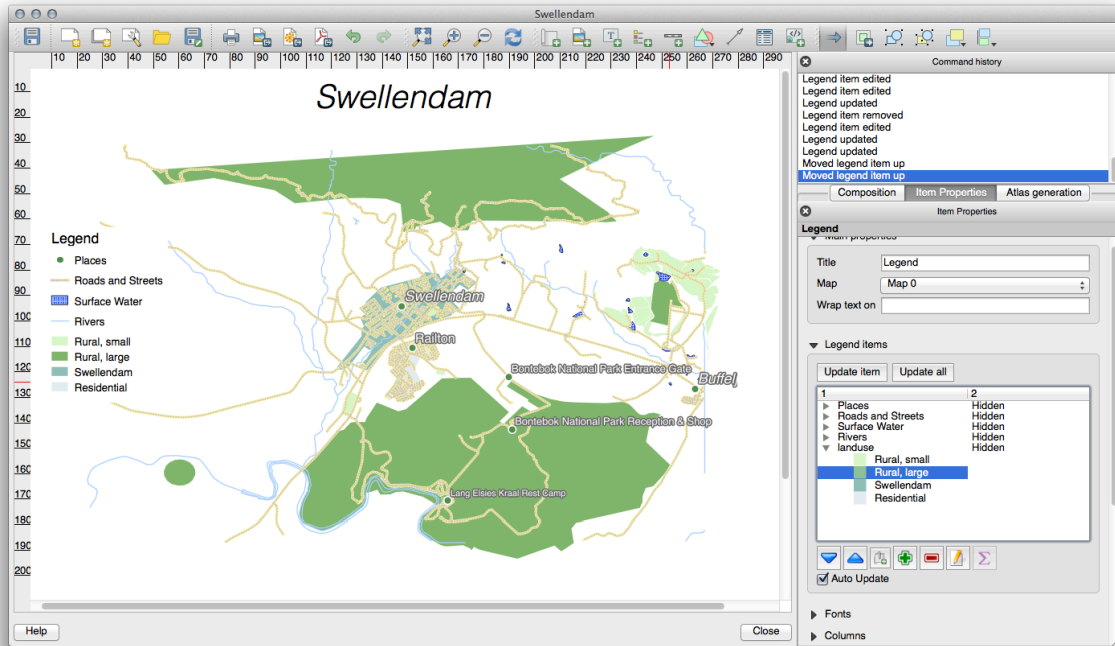 Swellendam
10 20 30 40 50 60 70 80 90 100 110 120 130 140 150 160 170 180 190 200 210 220 230 240 250 260 270 280 290
10
20
30
40
50
60
70
80
90
100
110
120
130
140
150
160
170
180
190
200
Swellendam
Legend
Places
Roads and Streets
Surface Water
Rivers
Rural, small
Rural, large
Swellendam
Residential
Swellendam
Railton
Bontebok National Park Entrance Gate
Buffelj
Bontebok National Park Reception & Shop
Lang Elsies Kraal Rest Camp
Help
Close
Command history
Legend item edited
Legend item edited
Legend updated
Legend item removed
Legend item edited
Legend updated
Legend updated
Moved legend item up
Moved legend item up
Composition Item Properties Atlas generation
Item Properties
Legend
Main properties
Title Legend
Map Map 0
Wrap text on
Legend items
Update item Update all
1 2
Places Hidden
Roads and Streets Hidden
Surface Water Hidden
Rivers Hidden
landuse Hidden
Rural, small
Rural, large
Swellendam
Residential
Σ
Auto Update
Fonts
Columns